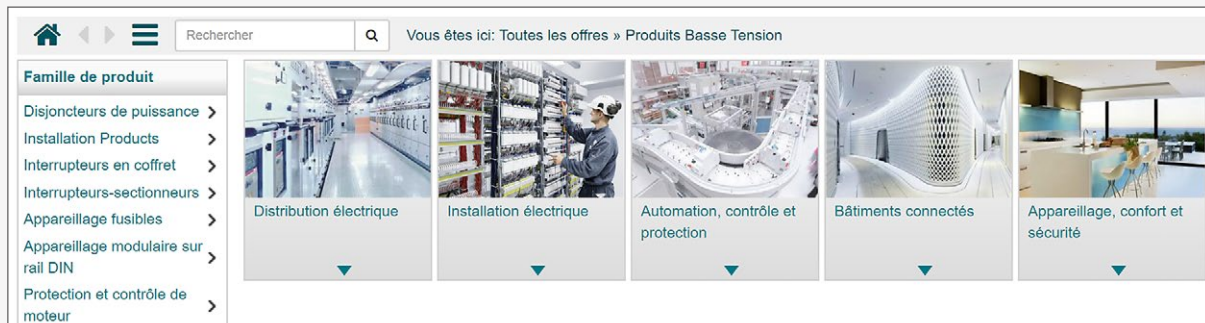 Rechercher
Vous êtes ici: Toutes les offres » Produits Basse Tension
Famille de produit
Disjoncteurs de puissance
Installation Products
Interrupteurs en coffret
Interrupteurs-sectionneurs
Appareillage fusibles
Appareillage modulaire sur
rail DIN
Protection et contrôle de
moteur
Distribution électrique
Installation électrique
Automation, contrôle et
protection
Bâtiments connectés
Appareillage, confort et
sécurité